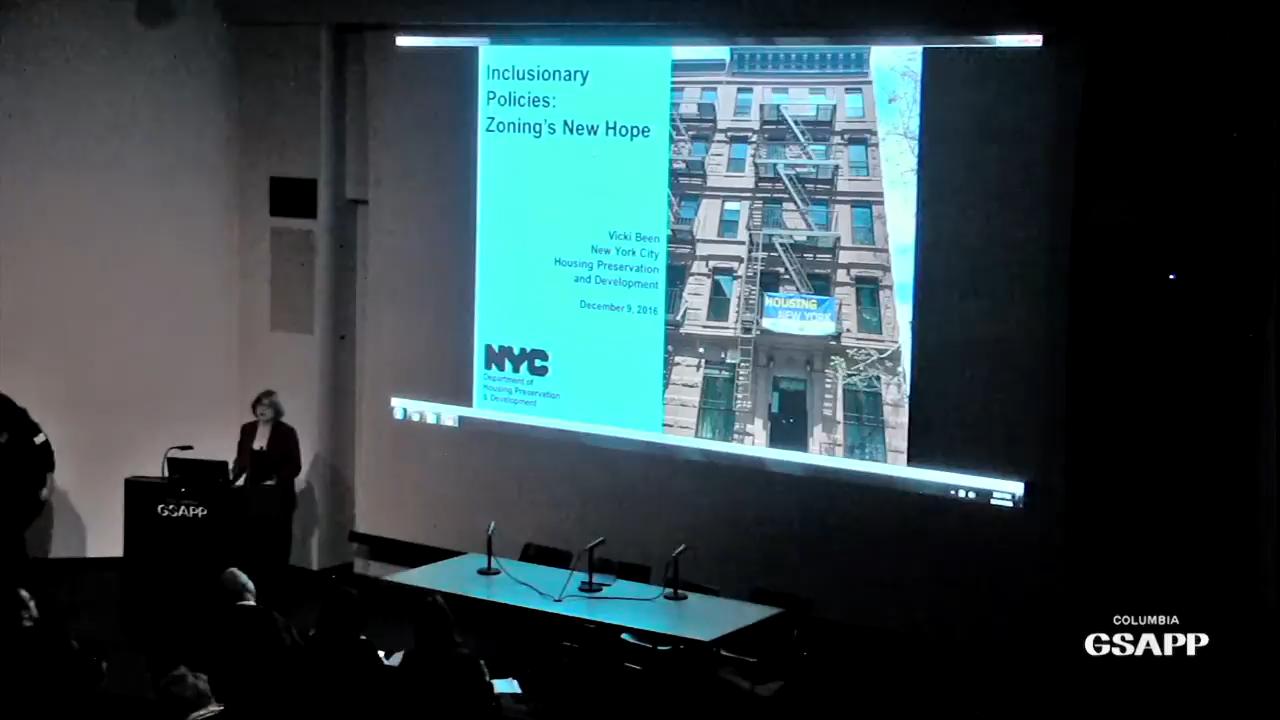 Inclusionary
Policies:
Zoning's New Hope
Vicki Been
New York City
Housing Preservation
and Development
December 9, 2016
NYC
Department of
Housing Preservation
& Development
HOUSING
NEW YORK
GSAPP
COLUMBIA
GSAPP